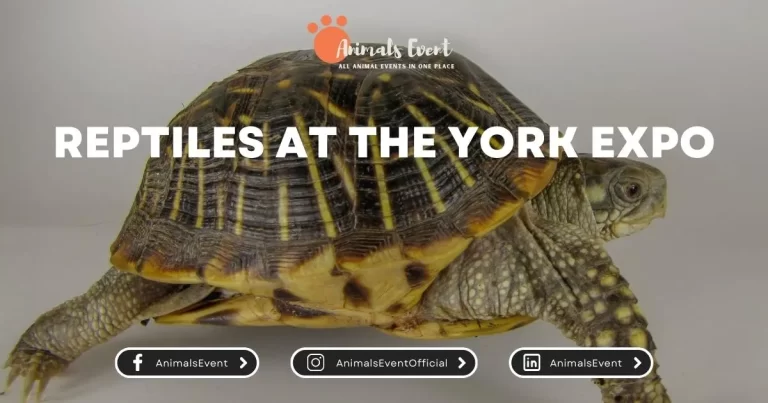 Animals Event
ALL ANIMAL EVENTS IN ONE PLACE
REPTILES AT THE YORK EXPO
AnimalsEvent
AnimalsEventOfficial
AnimalsEvent